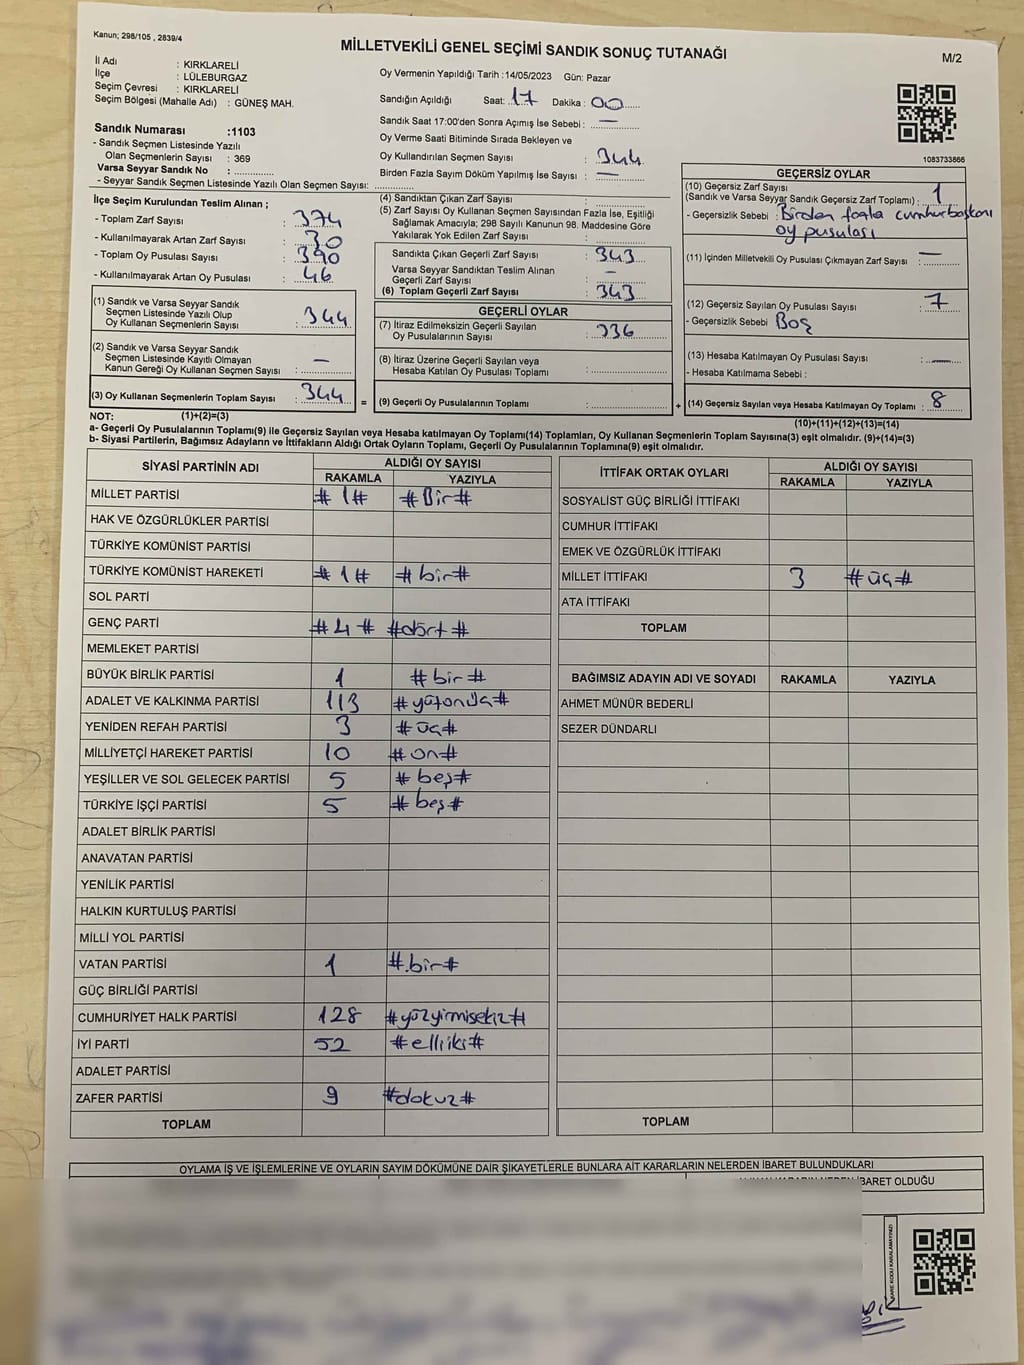 Kanun; 298/105 , 2839/4
MİLLETVEKİLİ GENEL SEÇİMİ SANDIK SONUÇ TUTANAĞI
M/2
İl Adı : KIRKLARELİ
İlçe : LÜLEBURGAZ
Seçim Çevresi : KIRKLARELİ
Seçim Bölgesi (Mahalle Adı) : GÜNEŞ MAH.
Sandık Numarası :1103
- Sandık Seçmen Listesinde Yazılı
Olan Seçmenlerin Sayısı : 369
Varsa Seyyar Sandık No :
- Seyyar Sandık Seçmen Listesinde Yazılı Olan Seçmen Sayısı:
Oy Vermenin Yapıldığı Tarih :14/05/2023 Gün: Pazar
Sandığın Açıldığı Saat: 17 Dakika : 00
Sandık Saat 17:00'den Sonra Açımış İse Sebebi : —
Oy Verme Saati Bitiminde Sırada Bekleyen ve
Oy Kullandırılan Seçmen Sayısı : 344
Birden Fazla Sayım Döküm Yapılmış İse Sayısı : —
1083733866
İlçe Seçim Kurulundan Teslim Alınan ;
- Toplam Zarf Sayısı : 374
- Kullanılmayarak Artan Zarf Sayısı : 30
- Toplam Oy Pusulası Sayısı : 390
- Kullanılmayarak Artan Oy Pusulası : 46
(1) Sandık ve Varsa Seyyar Sandık
Seçmen Listesinde Yazılı Olup
Oy Kullanan Seçmenlerin Sayısı : 344
(2) Sandık ve Varsa Seyyar Sandık
Seçmen Listesinde Kayıtlı Olmayan
Kanun Gereği Oy Kullanan Seçmen Sayısı : —
(3) Oy Kullanan Seçmenlerin Toplam Sayısı : 344 =
(4) Sandıktan Çıkan Zarf Sayısı :
(5) Zarf Sayısı Oy Kullanan Seçmen Sayısından Fazla İse, Eşitliği
Sağlamak Amacıyla; 298 Sayılı Kanunun 98. Maddesine Göre
Yakılarak Yok Edilen Zarf Sayısı :
Sandıkta Çıkan Geçerli Zarf Sayısı : 343
Varsa Seyyar Sandıktan Teslim Alınan
Geçerli Zarf Sayısı : —
(6) Toplam Geçerli Zarf Sayısı : 343
GEÇERLİ OYLAR
(7) İtiraz Edilmeksizin Geçerli Sayılan
Oy Pusulalarının Sayısı : 336
(8) İtiraz Üzerine Geçerli Sayılan veya
Hesaba Katılan Oy Pusulası Toplamı :
(9) Geçerli Oy Pusulalarının Toplamı : +
GEÇERSİZ OYLAR
(10) Geçersiz Zarf Sayısı
(Sandık ve Varsa Seyyar Sandık Geçersiz Zarf Toplamı) : 1
- Geçersizlik Sebebi : Birden fazla cumhurbaşkanı
oy pusulası
(11) İçinden Milletvekili Oy Pusulası Çıkmayan Zarf Sayısı : —
(12) Geçersiz Sayılan Oy Pusulası Sayısı : 7
- Geçersizlik Sebebi : Boş
(13) Hesaba Katılmayan Oy Pusulası Sayısı : —
- Hesaba Katılmama Sebebi :
(14) Geçersiz Sayılan veya Hesaba Katılmayan Oy Toplamı : 8
NOT: (1)+(2)=(3)
(10)+(11)+(12)+(13)=(14)
a- Geçerli Oy Pusulalarının Toplamı(9) ile Geçersiz Sayılan veya Hesaba katılmayan Oy Toplamı(14) Toplamları, Oy Kullanan Seçmenlerin Toplam Sayısına(3) eşit olmalıdır. (9)+(14)=(3)
b- Siyasi Partilerin, Bağımsız Adayların ve İttifakların Aldığı Ortak Oyların Toplamı, Geçerli Oy Pusulalarının Toplamına(9) eşit olmalıdır.
SİYASİ PARTİNİN ADI ALDIĞI OY SAYISI
RAKAMLA YAZIYLA
MİLLET PARTİSİ # 1# #Bir#
HAK VE ÖZGÜRLÜKLER PARTİSİ
TÜRKİYE KOMÜNİST PARTİSİ
TÜRKİYE KOMÜNİST HAREKETİ # 1# #bir#
SOL PARTİ
GENÇ PARTİ #4# #dört#
MEMLEKET PARTİSİ
BÜYÜK BİRLİK PARTİSİ 1 #bir#
ADALET VE KALKINMA PARTİSİ 113
YENİDEN REFAH PARTİSİ 3 #üç#
MİLLİYETÇİ HAREKET PARTİSİ 10 #on#
YEŞİLLER VE SOL GELECEK PARTİSİ 5 #beş#
TÜRKİYE İŞÇİ PARTİSİ 5 #beş#
ADALET BİRLİK PARTİSİ
ANAVATAN PARTİSİ
YENİLİK PARTİSİ
HALKIN KURTULUŞ PARTİSİ
MİLLİ YOL PARTİSİ
VATAN PARTİSİ 1 #bir#
GÜÇ BİRLİĞİ PARTİSİ
CUMHURİYET HALK PARTİSİ 128 #yüzyirmisekiz#
İYİ PARTİ 52 #elliiki#
ADALET PARTİSİ
ZAFER PARTİSİ 9 #dokuz#
TOPLAM
İTTİFAK ORTAK OYLARI ALDIĞI OY SAYISI
RAKAMLA YAZIYLA
SOSYALİST GÜÇ BİRLİĞİ İTTİFAKI
CUMHUR İTTİFAKI
EMEK VE ÖZGÜRLÜK İTTİFAKI
MİLLET İTTİFAKI 3 #üç#
ATA İTTİFAKI
TOPLAM
BAĞIMSIZ ADAYIN ADI VE SOYADI RAKAMLA YAZIYLA
AHMET MÜNÜR BEDERLİ
SEZER DÜNDARLI
TOPLAM
OYLAMA İŞ VE İŞLEMLERİNE VE OYLARIN SAYIM DÖKÜMÜNE DAİR ŞİKAYETLERLE BUNLARA AİT KARARLARIN NELERDEN İBARET BULUNDUKLARI
İBARET OLDUĞU